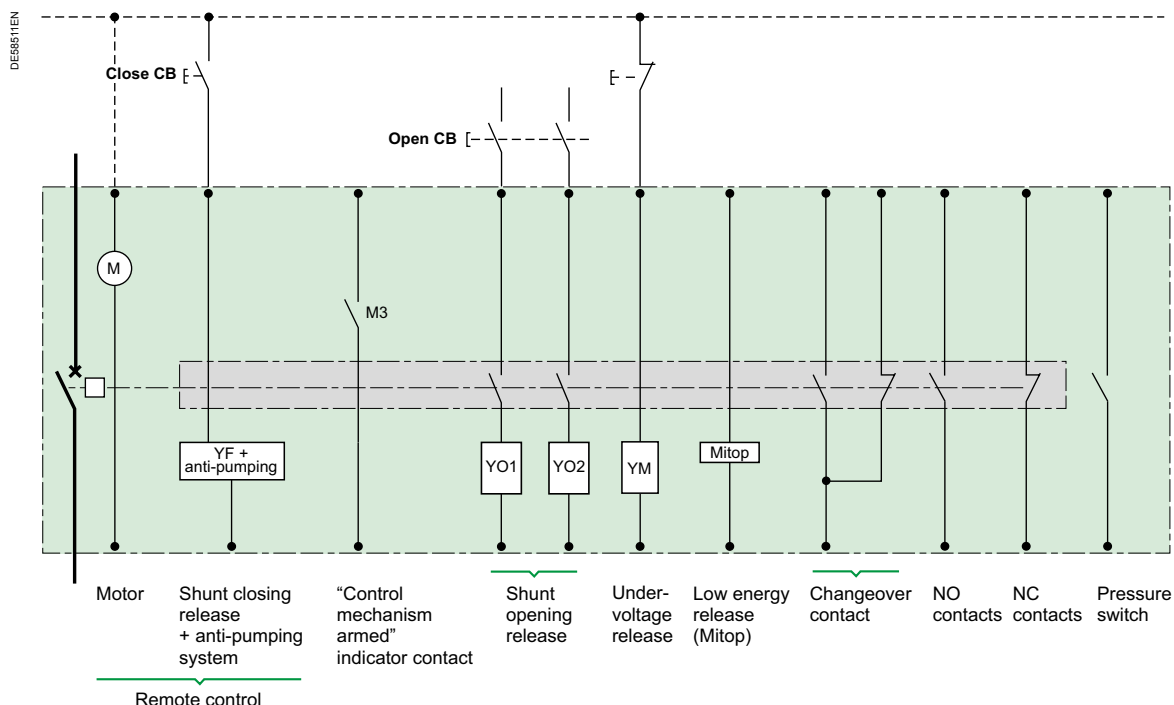 DE58511EN
Close CB
Open CB
M
M3
YF +
anti-pumping
YO1
YO2
YM
Mitop
Motor
Shunt closing
release
+ anti-pumping
system
“Control
mechanism
armed”
indicator contact
Shunt
opening
release
Under-
voltage
release
Low energy
release
(Mitop)
Changeover
contact
NO
contacts
NC
contacts
Pressure
switch
Remote control